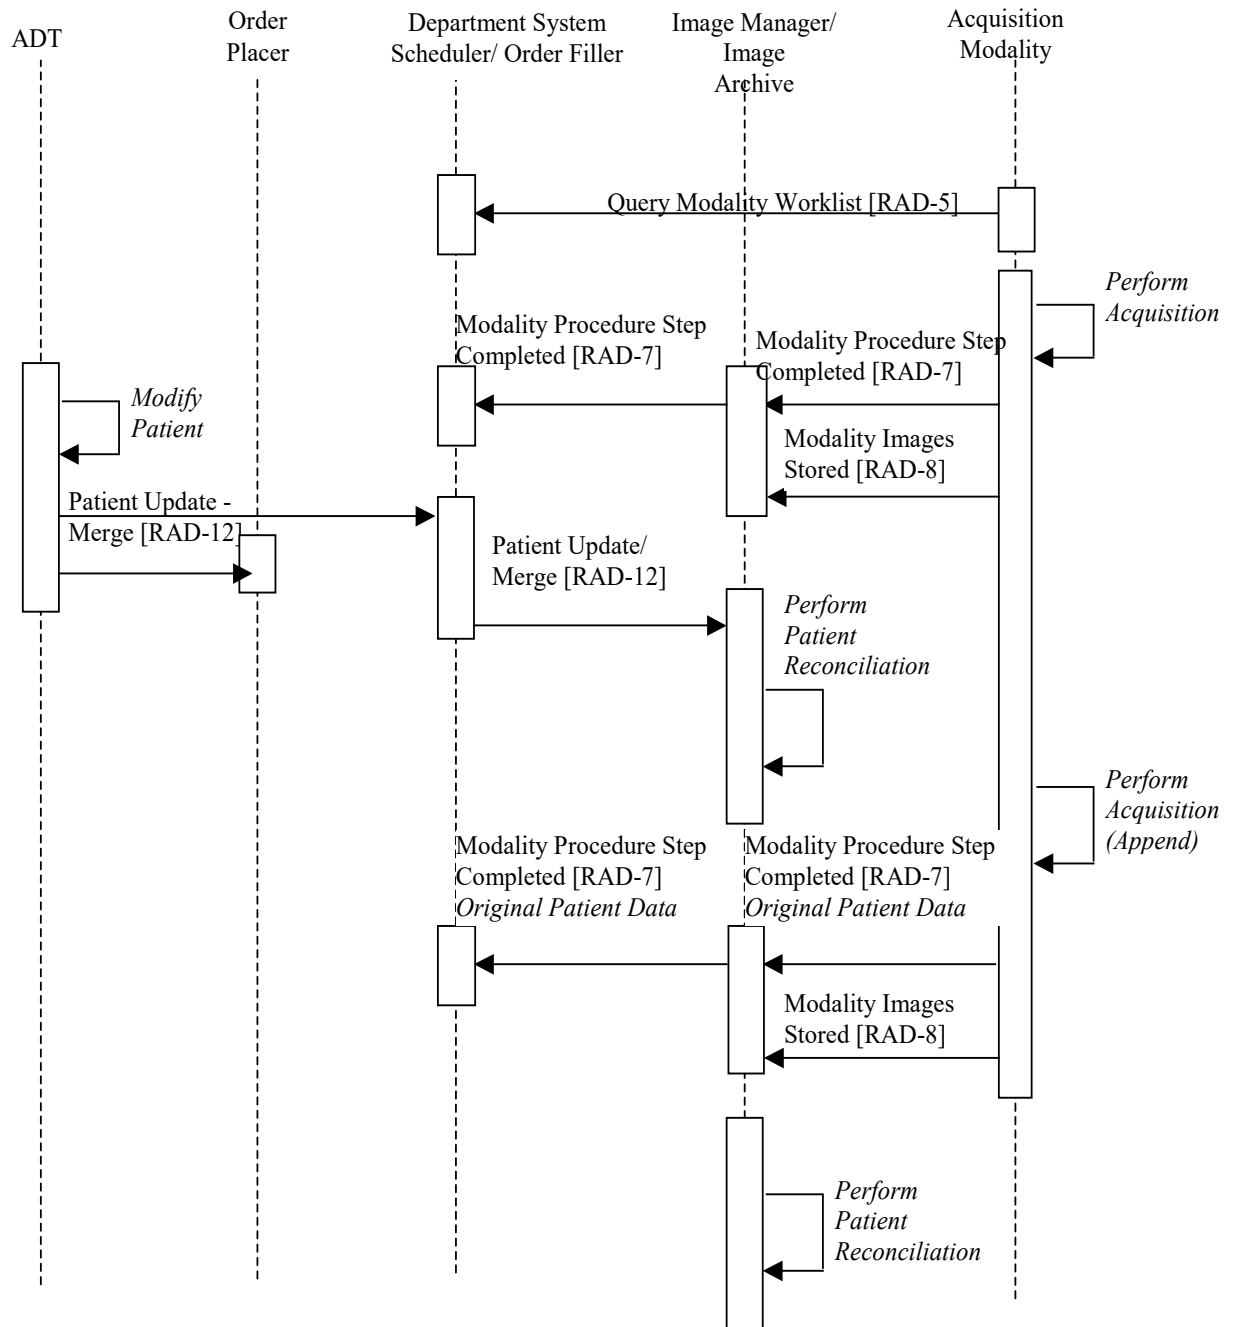 ADT
Order
Placer
Department System
Scheduler/ Order Filler
Image Manager/
Image
Archive
Acquisition
Modality
Query Modality Worklist [RAD-5]
Perform
Acquisition
Modality Procedure Step
Completed [RAD-7]
Modality Procedure Step
Completed [RAD-7]
Modify
Patient
Modality Images
Stored [RAD-8]
Patient Update -
Merge [RAD-12]
Patient Update/
Merge [RAD-12]
Perform
Patient
Reconciliation
Perform
Acquisition
(Append)
Modality Procedure Step
Completed [RAD-7]
Original Patient Data
Modality Procedure Step
Completed [RAD-7]
Original Patient Data
Modality Images
Stored [RAD-8]
Perform
Patient
Reconciliation